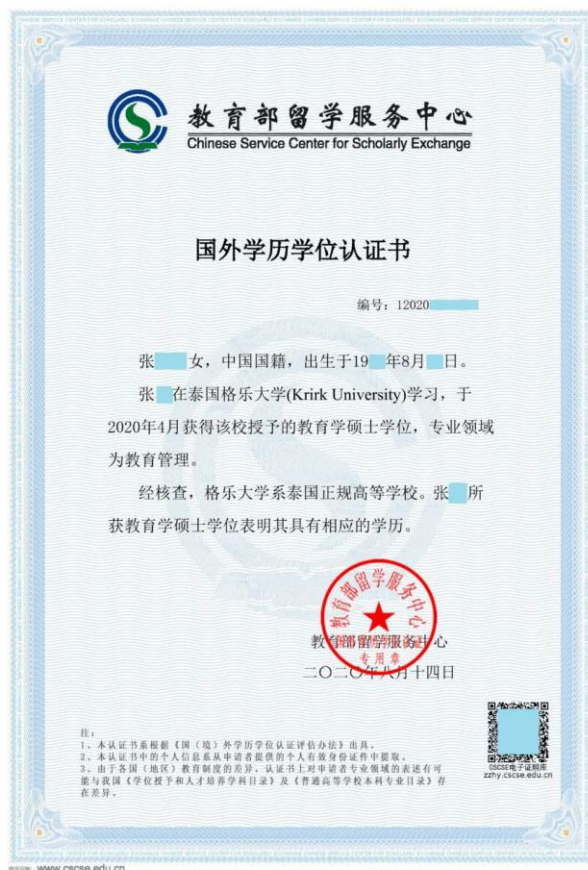 教育部留学服务中心
Chinese Service Center for Scholarly Exchange
国外学历学位认证书
编号：12020
张 女，中国国籍，出生于19 年8月 日。
张 在泰国格乐大学(Krirk University)学习，于
2020年4月获得该校授予的教育学硕士学位，专业领域
为教育管理。
经核查，格乐大学系泰国正规高等学校。张 所
获教育学硕士学位表明其具有相应的学历。
教育部留学服务中心
专用章
教育部留学服务中心
二〇二〇年八月十四日
注：
1、本认证书系根据《国（境）外学历学位认证评估办法》出具。
2、本认证书中的个人信息系从申请者提供的个人有效身份证件中提取。
3、由于各国（地区）教育制度的差异，认证书上对申请者专业领域的表述有可
能与我国《学位授予和人才培养学科目录》及《普通高等学校本科专业目录》存
在差异。
CSCSE电子证照库
zzhy.cscse.edu.cn
www.cscse.edu.cn